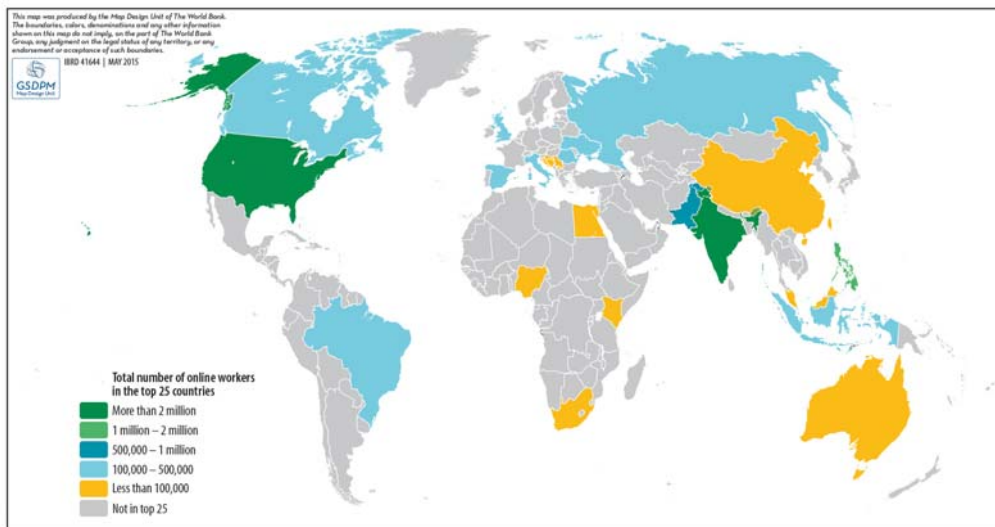 This map was produced by the Map Design Unit of The World Bank.
The boundaries, colors, denominations and any other information
shown on this map do not imply, on the part of The World Bank
Group, any judgment on the legal status of any territory, or any
endorsement or acceptance of such boundaries.
GSDPM
Map Design Unit
IBRD 41644 | MAY 2015
Total number of online workers
in the top 25 countries
More than 2 million
1 million – 2 million
500,000 – 1 million
100,000 – 500,000
Less than 100,000
Not in top 25